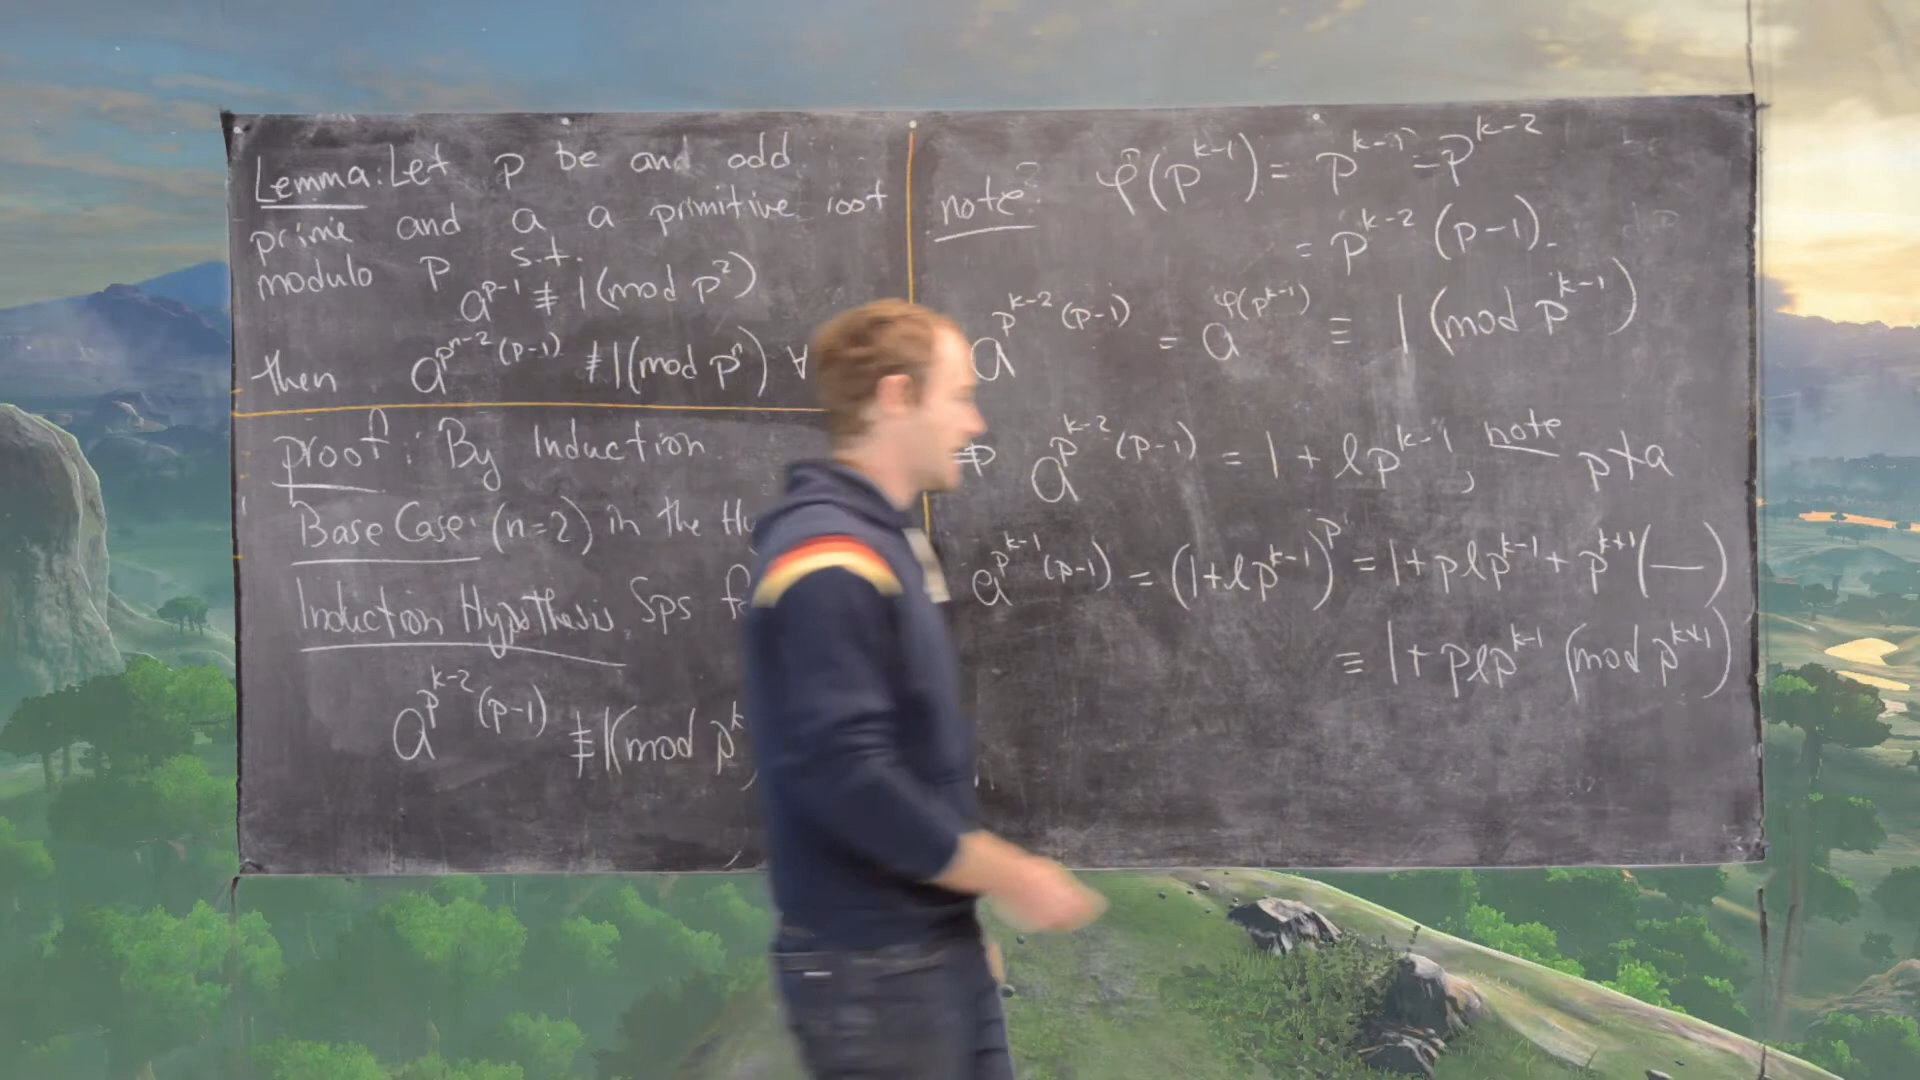 Lemma: Let p be and odd
prime and a a primitive root
modulo p s.t.
a^{p-1} ≢ 1 (mod p^2)
then a^{p^{n-2}(p-1)} ≢ 1 (mod p^n) ∀
proof: By Induction
Base Case: (n=2) in the
Induction Hypothesis. Sps
a^{p^{k-2}(p-1)} ≢ 1 (mod p^k
note: φ(p^{k-1}) = p^{k-1} - p^{k-2}
= p^{k-2}(p-1).
a^{p^{k-2}(p-1)} = a^{φ(p^{k-1})} ≡ 1 (mod p^{k-1})
⇒ a^{p^{k-2}(p-1)} = 1 + ℓp^{k-1}, note p∤a
a^{p^{k-1}(p-1)} = (1+ℓp^{k-1})^p = 1 + pℓp^{k-1} + p^{k+1}(—)
≡ 1 + pℓp^{k-1} (mod p^{k+1})